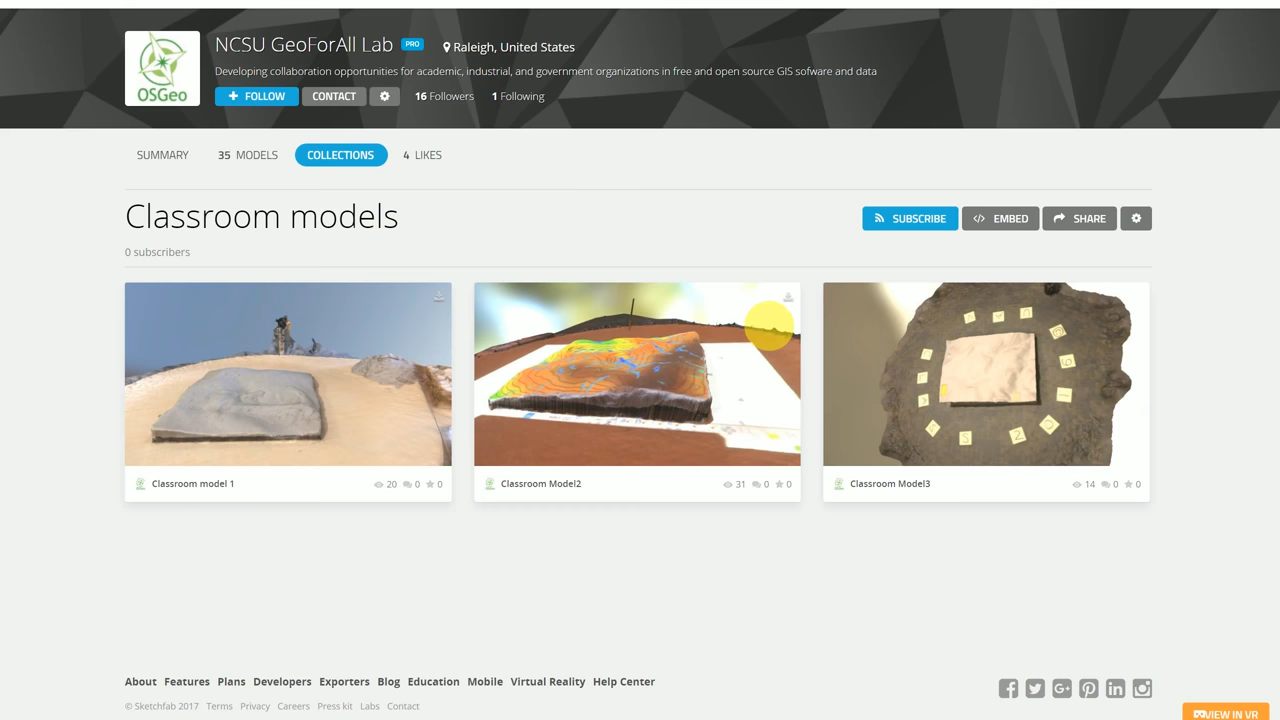 NCSU GeoForAll Lab PRO Raleigh, United States
Developing collaboration opportunities for academic, industrial, and government organizations in free and open source GIS sofware and data
OSGeo
FOLLOW CONTACT 16 Followers 1 Following
SUMMARY 35 MODELS COLLECTIONS 4 LIKES
Classroom models
SUBSCRIBE </> EMBED SHARE
0 subscribers
Classroom model 1 20 0 0
Classroom Model2 31 0 0
Classroom Model3 14 0 0
About Features Plans Developers Exporters Blog Education Mobile Virtual Reality Help Center
© Sketchfab 2017 Terms Privacy Careers Press kit Labs Contact
VIEW IN VR